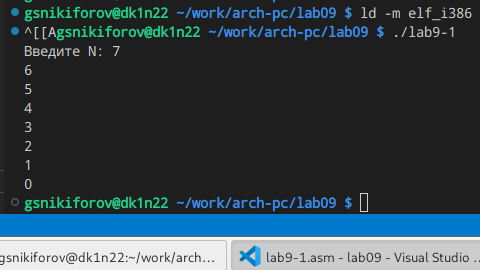 gsnikiforov@dk1n22 ~/work/arch-pc/lab09 $ ld -m elf_i386
^[[Agsnikiforov@dk1n22 ~/work/arch-pc/lab09 $ ./lab9-1
Введите N: 7
6
5
4
3
2
1
0
gsnikiforov@dk1n22 ~/work/arch-pc/lab09 $
gsnikiforov@dk1n22:~/work/arch... lab9-1.asm - lab09 - Visual Studio ...